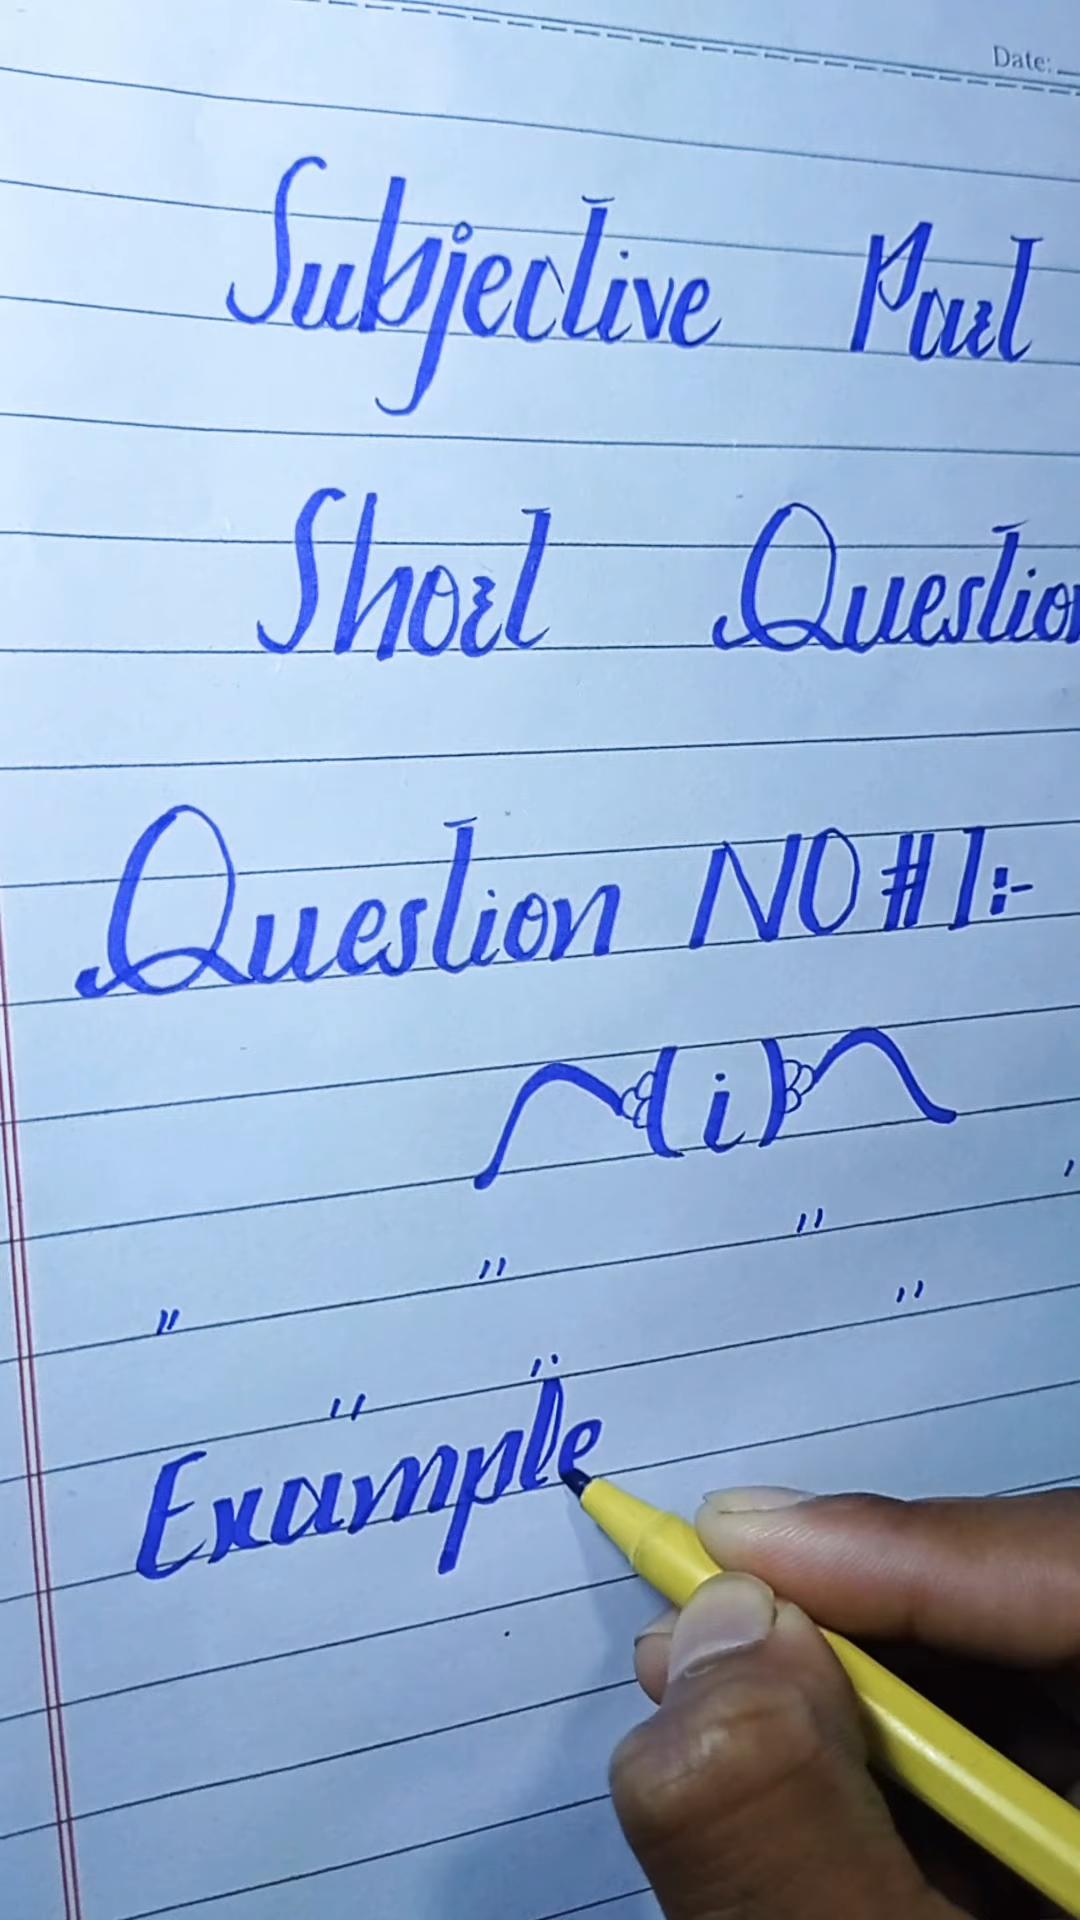 Date:
Subjective Part
Short Question
Question NO # 1:-
(i)
" " " '
" " "
Example